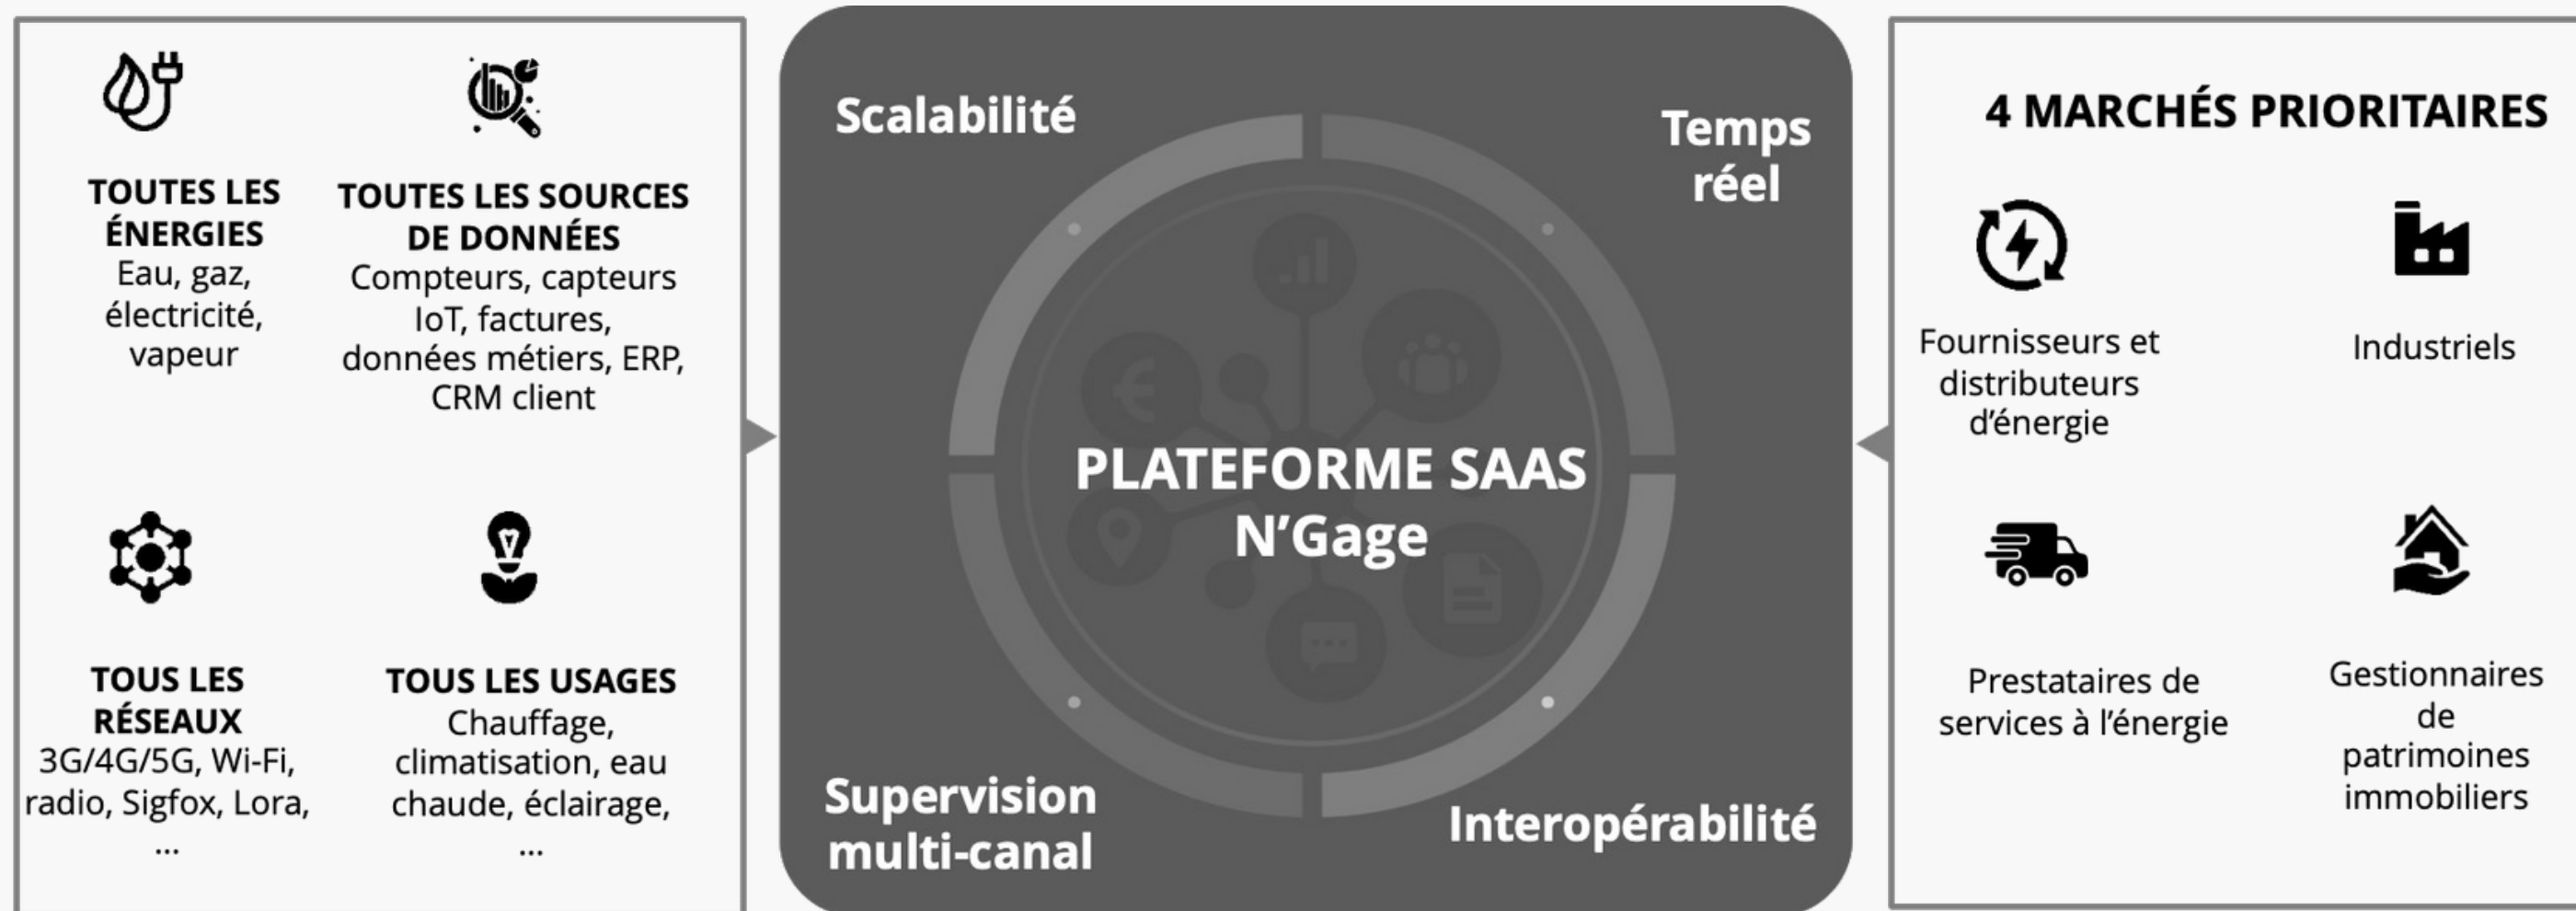 TOUTES LES
ÉNERGIES
Eau, gaz,
électricité,
vapeur
TOUTES LES SOURCES
DE DONNÉES
Compteurs, capteurs
IoT, factures,
données métiers, ERP,
CRM client
TOUS LES
RÉSEAUX
3G/4G/5G, Wi-Fi,
radio, Sigfox, Lora,
...
TOUS LES USAGES
Chauffage,
climatisation, eau
chaude, éclairage,
...
Scalabilité
Temps
réel
PLATEFORME SAAS
N’Gage
Supervision
multi-canal
Interopérabilité
4 MARCHÉS PRIORITAIRES
Fournisseurs et
distributeurs
d’énergie
Industriels
Prestataires de
services à l’énergie
Gestionnaires
de
patrimoines
immobiliers